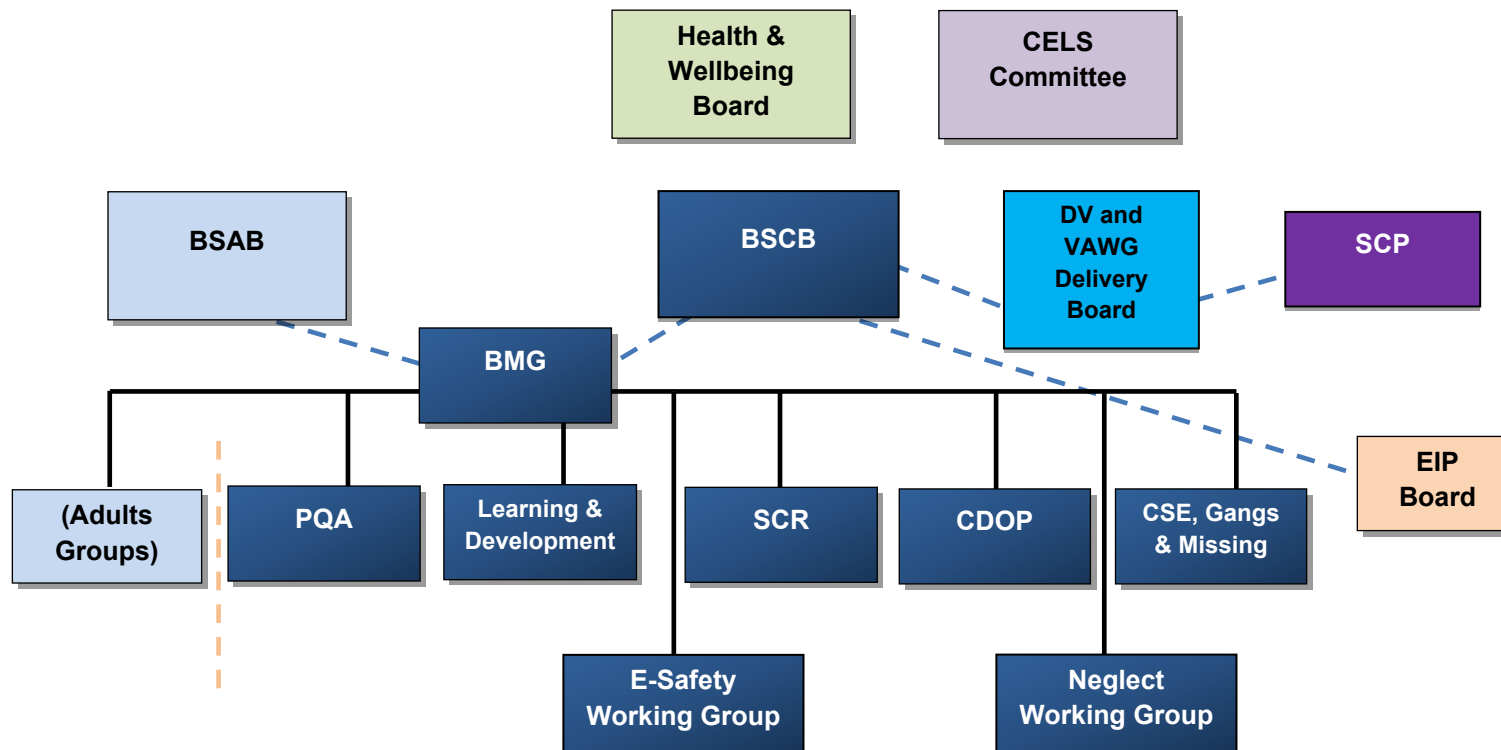 Health &
Wellbeing
Board
CELS
Committee
BSAB
BSCB
DV and
VAWG
Delivery
Board
SCP
BMG
EIP
Board
(Adults
Groups)
PQA
Learning &
Development
SCR
CDOP
CSE, Gangs
& Missing
E-Safety
Working Group
Neglect
Working Group